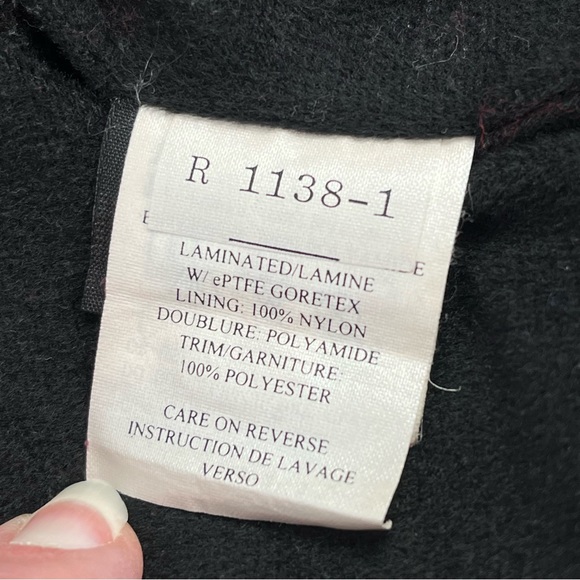 R 1138-1
E
LAMINATED/LAMINE
W/ ePTFE GORETEX
LINING: 100% NYLON
DOUBLURE: POLYAMIDE
TRIM/GARNITURE:
100% POLYESTER
CARE ON REVERSE
INSTRUCTION DE LAVAGE
VERSO